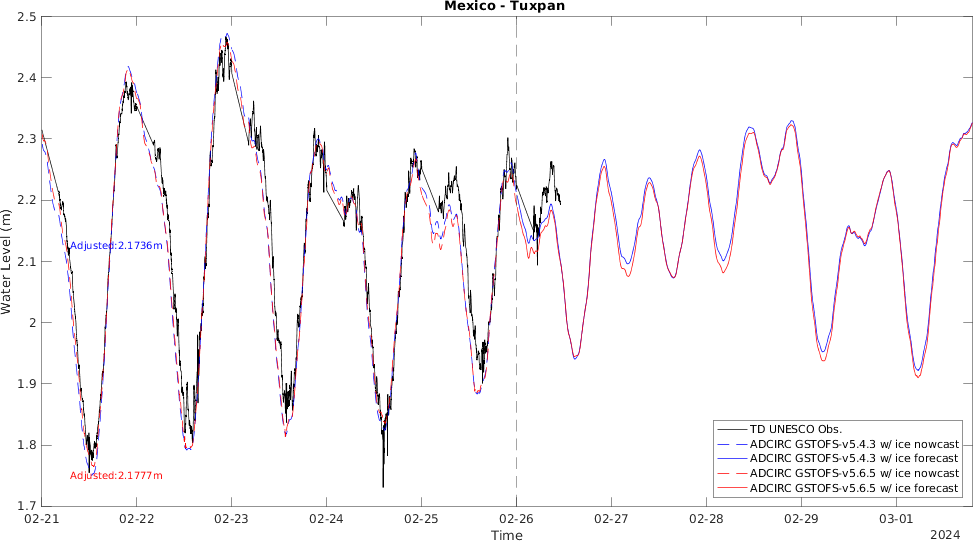 Mexico - Tuxpan
Water Level (m)
2.5
2.4
2.3
2.2
2.1
2
1.9
1.8
1.7
Adjusted:2.1736m
Adjusted:2.1777m
TD UNESCO Obs.
ADCIRC GSTOFS-v5.4.3 w/ ice nowcast
ADCIRC GSTOFS-v5.4.3 w/ ice forecast
ADCIRC GSTOFS-v5.6.5 w/ ice nowcast
ADCIRC GSTOFS-v5.6.5 w/ ice forecast
02-21 02-22 02-23 02-24 02-25 02-26 02-27 02-28 02-29 03-01
Time
2024